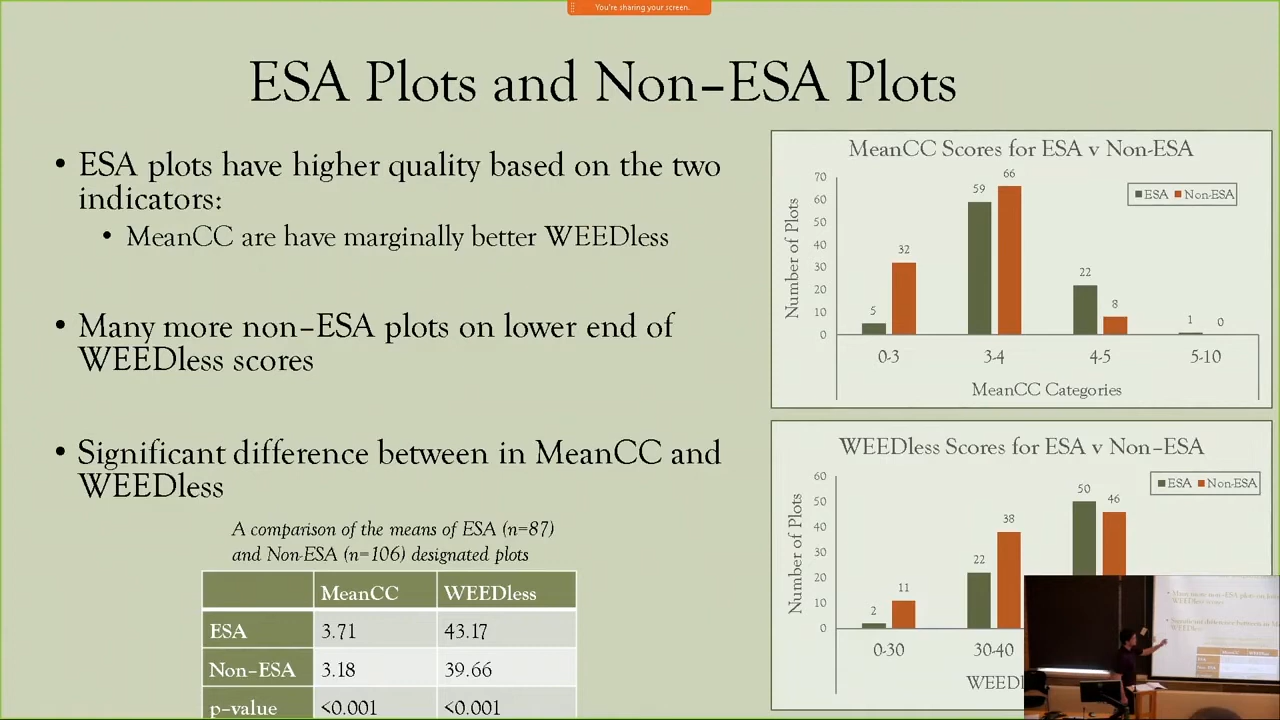 You're sharing your screen.
ESA Plots and Non-ESA Plots
• ESA plots have higher quality based on the two
indicators:
• MeanCC are have marginally better WEEDless
• Many more non-ESA plots on lower end of
WEEDless scores
• Significant difference between in MeanCC and
WEEDless
A comparison of the means of ESA (n=87)
and Non-ESA (n=106) designated plots
MeanCC WEEDless
ESA 3.71 43.17
Non-ESA 3.18 39.66
p-value <0.001 <0.001
MeanCC Scores for ESA v Non-ESA
ESA Non-ESA
Number of Plots
70
60
50
40
30
20
10
0
5 32 59 66 22 8 1 0
0-3 3-4 4-5 5-10
MeanCC Categories
WEEDless Scores for ESA v Non-ESA
ESA Non-ESA
Number of Plots
60
50
40
30
20
10
0
2 11 22 38 50 46
0-30 30-40